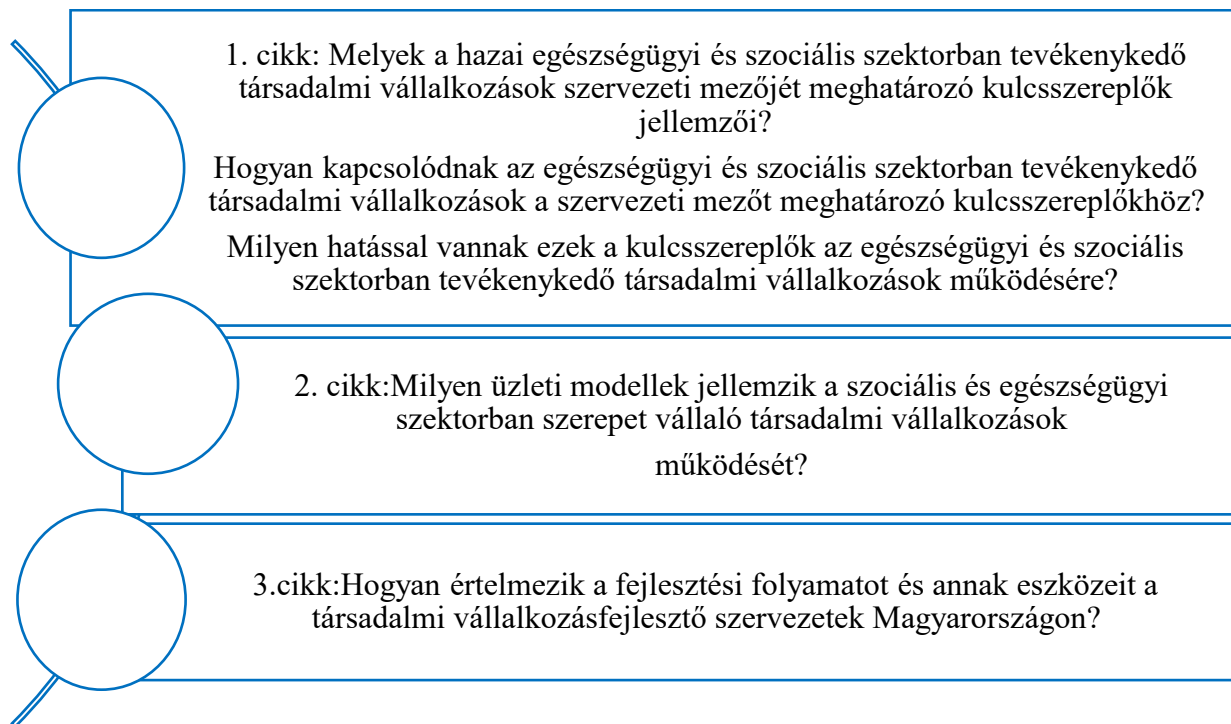 1. cikk: Melyek a hazai egészségügyi és szociális szektorban tevékenykedő
társadalmi vállalkozások szervezeti mezőjét meghatározó kulcsszereplők
jellemzői?
Hogyan kapcsolódnak az egészségügyi és szociális szektorban tevékenykedő
társadalmi vállalkozások a szervezeti mezőt meghatározó kulcsszereplőkhöz?
Milyen hatással vannak ezek a kulcsszereplők az egészségügyi és szociális
szektorban tevékenykedő társadalmi vállalkozások működésére?
2. cikk:Milyen üzleti modellek jellemzik a szociális és egészségügyi
szektorban szerepet vállaló társadalmi vállalkozások
működését?
3.cikk:Hogyan értelmezik a fejlesztési folyamatot és annak eszközeit a
társadalmi vállalkozásfejlesztő szervezetek Magyarországon?